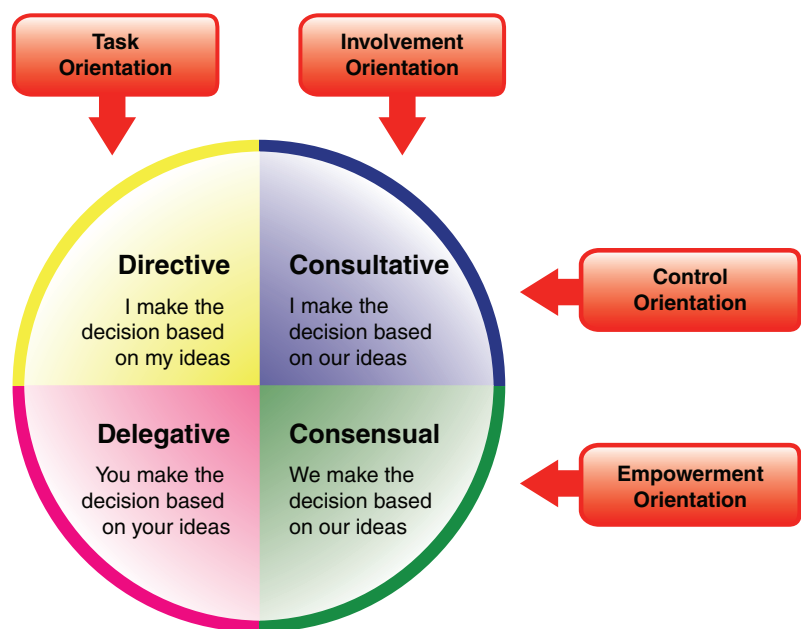 Task
Orientation
Involvement
Orientation
Directive
I make the
decision based
on my ideas
Consultative
I make the
decision based
on our ideas
Control
Orientation
Delegative
You make the
decision based
on your ideas
Consensual
We make the
decision based
on our ideas
Empowerment
Orientation